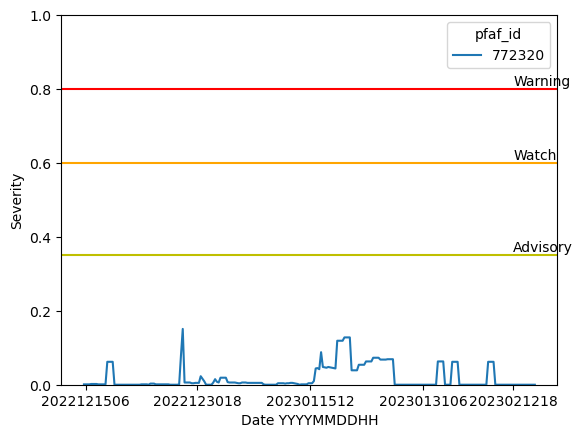 pfaf_id
772320
1.0
0.8
0.6
0.4
0.2
0.0
Severity
Warning
Watch
Advisory
2022121506
2022123018
2023011512
2023013106
2023021218
Date YYYYMMDDHH